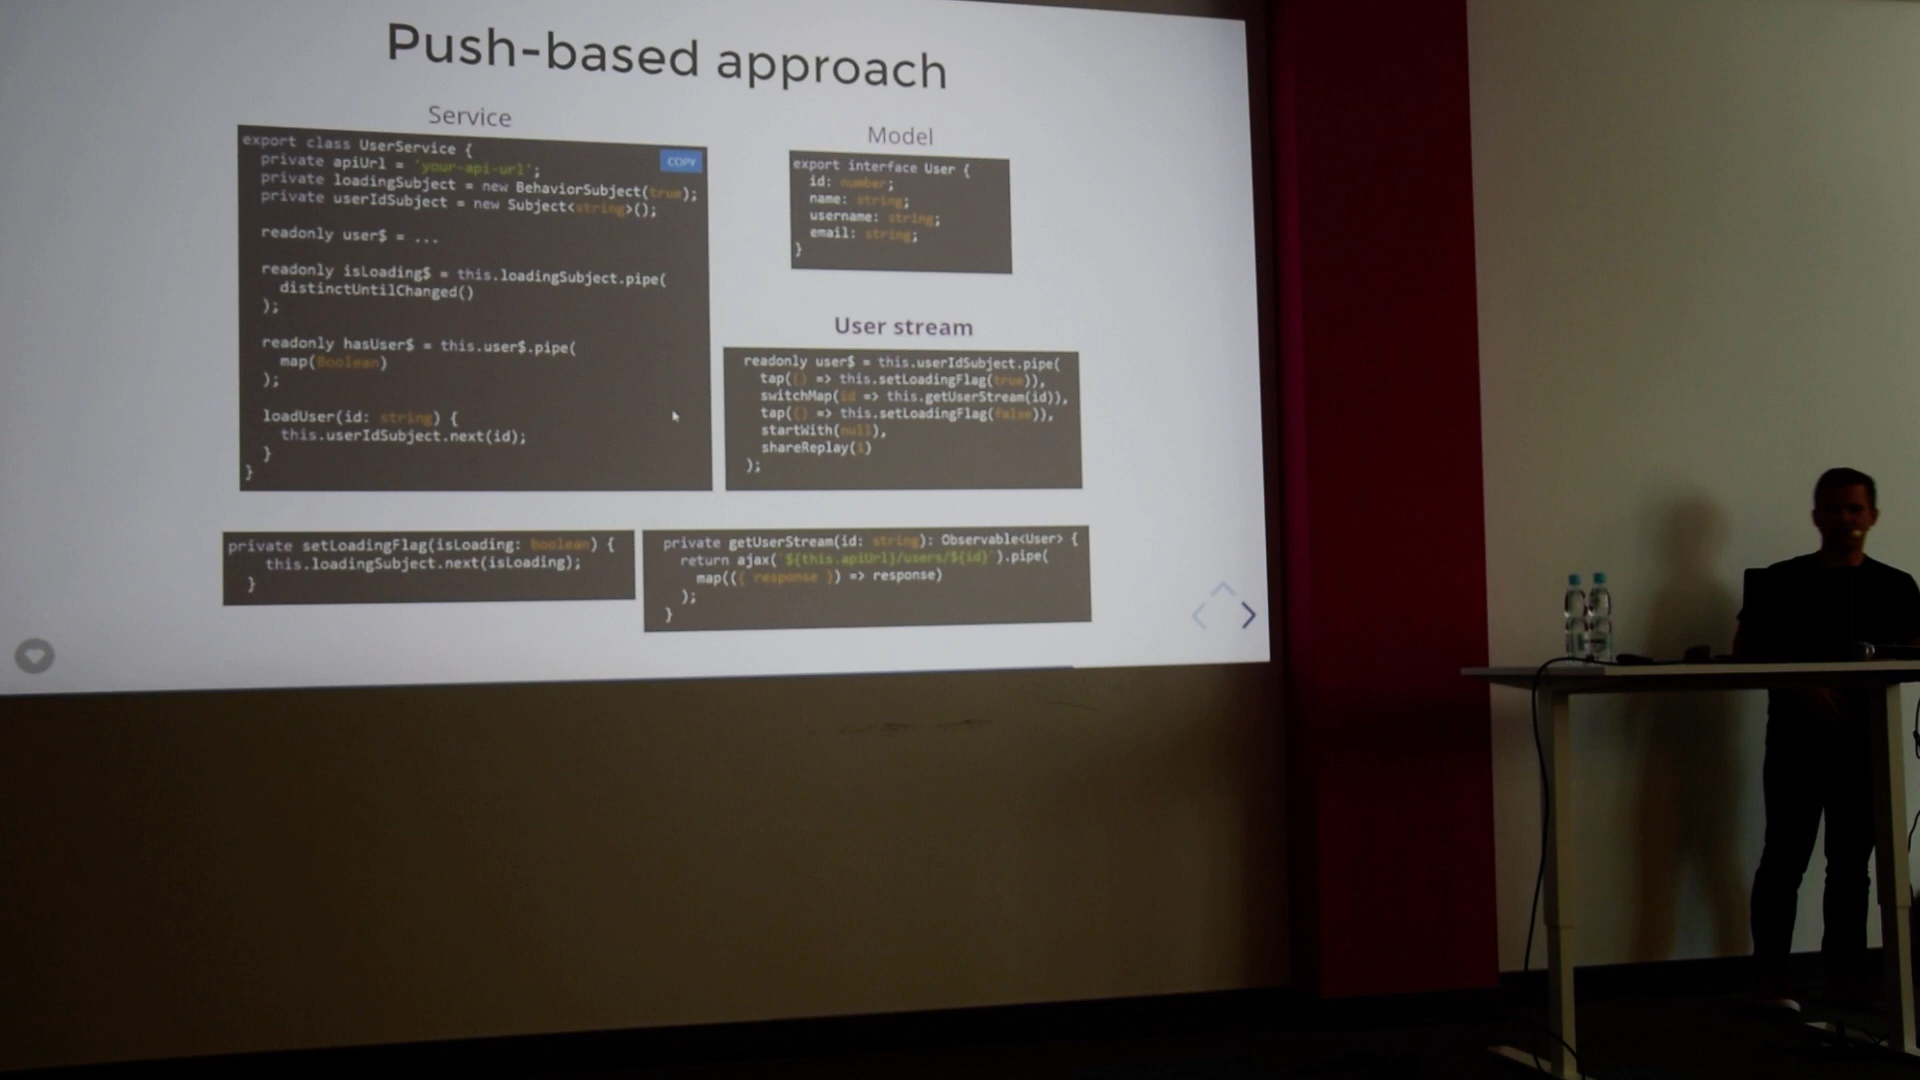 Push-based approach
Service
export class UserService {
COPY
private apiUrl = 'your-api-url';
private loadingSubject = new BehaviorSubject(true);
private userIdSubject = new Subject<string>();
readonly user$ = ...
readonly isLoading$ = this.loadingSubject.pipe(
distinctUntilChanged()
);
readonly hasUser$ = this.user$.pipe(
map(Boolean)
);
loadUser(id: string) {
this.userIdSubject.next(id);
}
}
Model
export interface User {
id: number;
name: string;
username: string;
email: string;
}
User stream
readonly user$ = this.userIdSubject.pipe(
tap(() => this.setLoadingFlag(true)),
switchMap(id => this.getUserStream(id)),
tap(() => this.setLoadingFlag(false)),
startWith(null),
shareReplay(1)
);
private setLoadingFlag(isLoading: boolean) {
this.loadingSubject.next(isLoading);
}
private getUserStream(id: string): Observable<User> {
return ajax(`${this.apiUrl}/users/${id}`).pipe(
map(({ response }) => response)
);
}